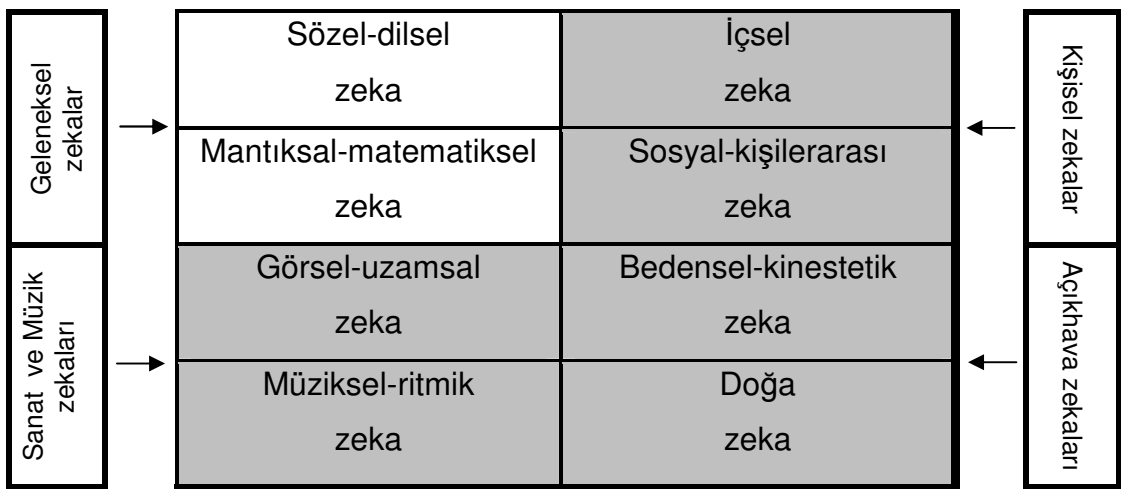 Geleneksel
zekalar
Sözel-dilsel
zeka
İçsel
zeka
Kişisel zekalar
Mantıksal-matematiksel
zeka
Sosyal-kişilerarası
zeka
Sanat ve Müzik
zekaları
Görsel-uzamsal
zeka
Bedensel-kinestetik
zeka
Açıkhava zekaları
Müziksel-ritmik
zeka
Doğa
zeka